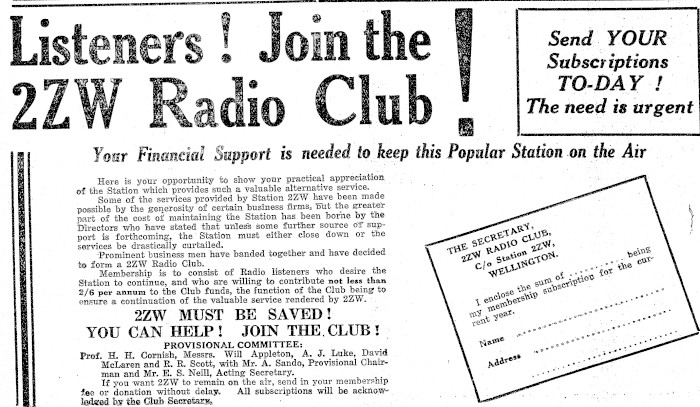 Listeners ! Join the
2ZW Radio Club !
Send YOUR
Subscriptions
TO-DAY !
The need is urgent
Your Financial Support is needed to keep this Popular Station on the Air
Here is your opportunity to show your practical appreciation
of the Station which provides such a valuable alternative service.
Some of the services provided by Station 2ZW have been made
possible by the generosity of certain business firms, but the greater
part of the cost of maintaining the Station has been borne by the
Directors who have stated that unless some further source of sup-
port is forthcoming, the Station must either close down or the
services be drastically curtailed.
Prominent business men have banded together and have decided
to form a 2ZW Radio Club.
Membership is to consist of Radio listeners who desire the
Station to continue, and who are willing to contribute not less than
2/6 per annum to the Club funds, the function of the Club being to
ensure a continuation of the valuable service rendered by 2ZW.
2ZW MUST BE SAVED!
YOU CAN HELP! JOIN THE CLUB!
PROVISIONAL COMMITTEE:
Prof. H. H. Cornish, Messrs. Will Appleton, A. J. Luke, David
McLaren and R. R. Scott, with Mr. A. Sando, Provisional Chair-
man and Mr. E. S. Neill, Acting Secretary.
If you want 2ZW to remain on the air, send in your membership
fee or donation without delay. All subscriptions will be acknow-
ledged by the Club Secretary.
THE SECRETARY,
2ZW RADIO CLUB,
C/o Station 2ZW,
WELLINGTON.
I enclose the sum of .......... being
my membership subscription for the cur-
rent year.
Name ..............................
Address ..............................
..............................